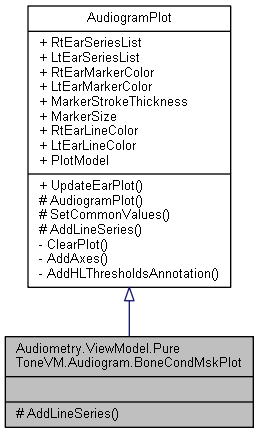 AudiogramPlot
+ RtEarSeriesList
+ LtEarSeriesList
+ RtEarMarkerColor
+ LtEarMarkerColor
+ MarkerStrokeThickness
+ MarkerSize
+ RtEarLineColor
+ LtEarLineColor
+ PlotModel
+ UpdateEarPlot()
# AudiogramPlot()
# SetCommonValues()
# AddLineSeries()
- ClearPlot()
- AddAxes()
- AddHLThresholdsAnnotation()
Audiometry.ViewModel.Pure
ToneVM.Audiogram.BoneCondMskPlot
# AddLineSeries()